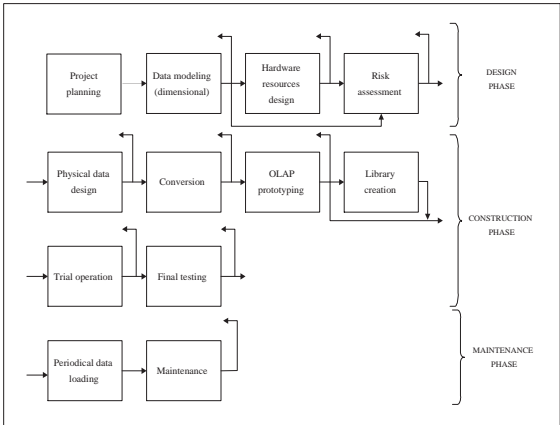 Project
planning
Data modeling
(dimensional)
Hardware
resources
design
Risk
assessment
DESIGN
PHASE
Physical data
design
Conversion
OLAP
prototyping
Library
creation
CONSTRUCTION
PHASE
Trial operation
Final testing
Periodical data
loading
Maintenance
MAINTENANCE
PHASE